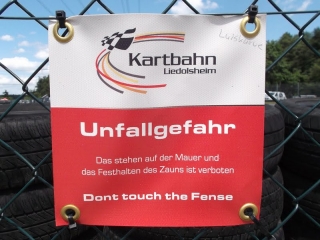 Kartbahn
Liedolsheim
Unfallgefahr
Das stehen auf der Mauer und
das Festhalten des Zauns ist verboten
Dont touch the Fense